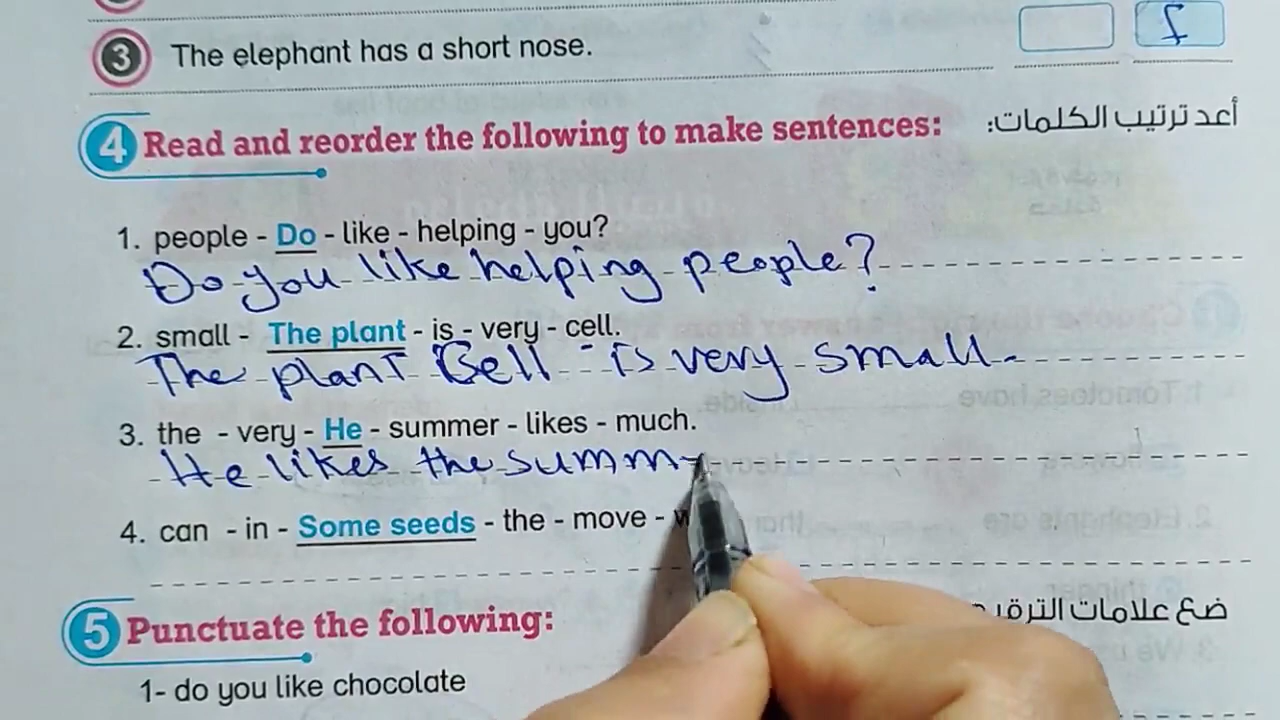 3 The elephant has a short nose. f
4 Read and reorder the following to make sentences: أعد ترتيب الكلمات:
1. people - Do - like - helping - you?
Do you like helping people?
2. small - The plant - is - very - cell.
The plant Cell is very small.
3. the - very - He - summer - likes - much.
He likes the summ
4. can - in - Some seeds - the - move -
5 Punctuate the following: ضع علامات
1- do you like chocolate